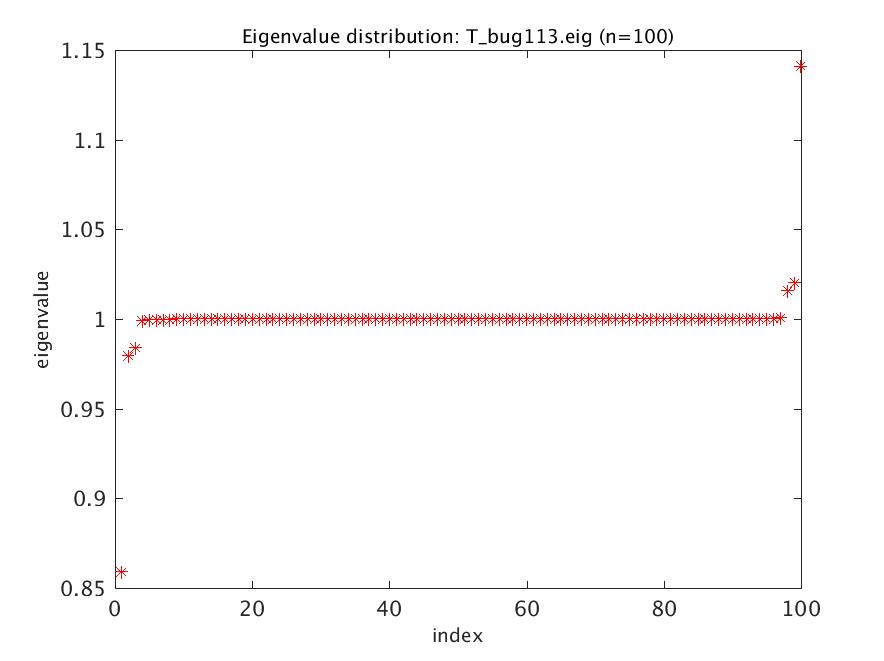 Eigenvalue distribution: T_bug113.eig (n=100)
1.15
1.1
1.05
1
0.95
0.9
0.85
eigenvalue
0 20 40 60 80 100
index